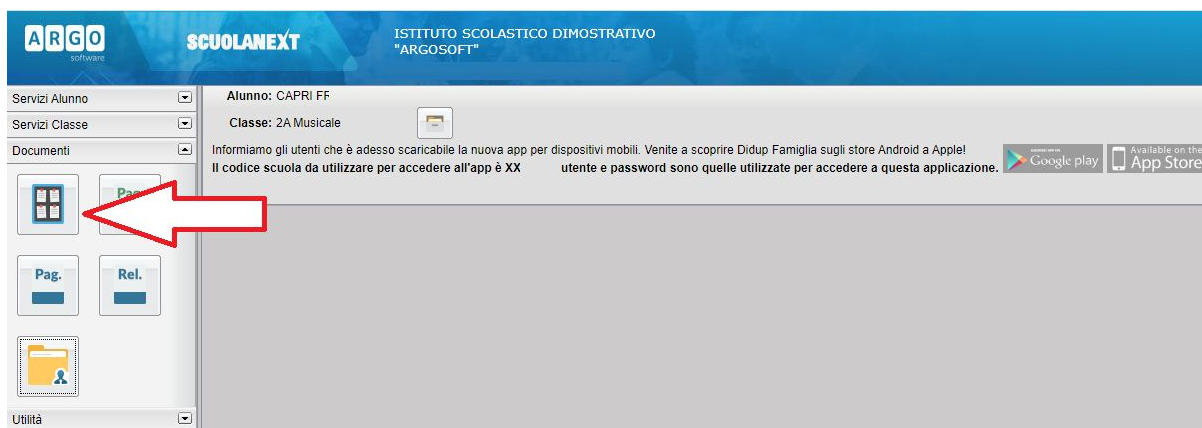 ARGO
software
SCUOLANEXT
ISTITUTO SCOLASTICO DIMOSTRATIVO
"ARGOSOFT"
Servizi Alunno
Servizi Classe
Documenti
Pag.
Rel.
Utilità
Alunno: CAPRI FF
Classe: 2A Musicale
Informiamo gli utenti che è adesso scaricabile la nuova app per dispositivi mobili. Venite a scoprire Didup Famiglia sugli store Android a Apple!
Il codice scuola da utilizzare per accedere all'app è XX utente e password sono quelle utilizzate per accedere a questa applicazione.
Google play
Available on the
App Store